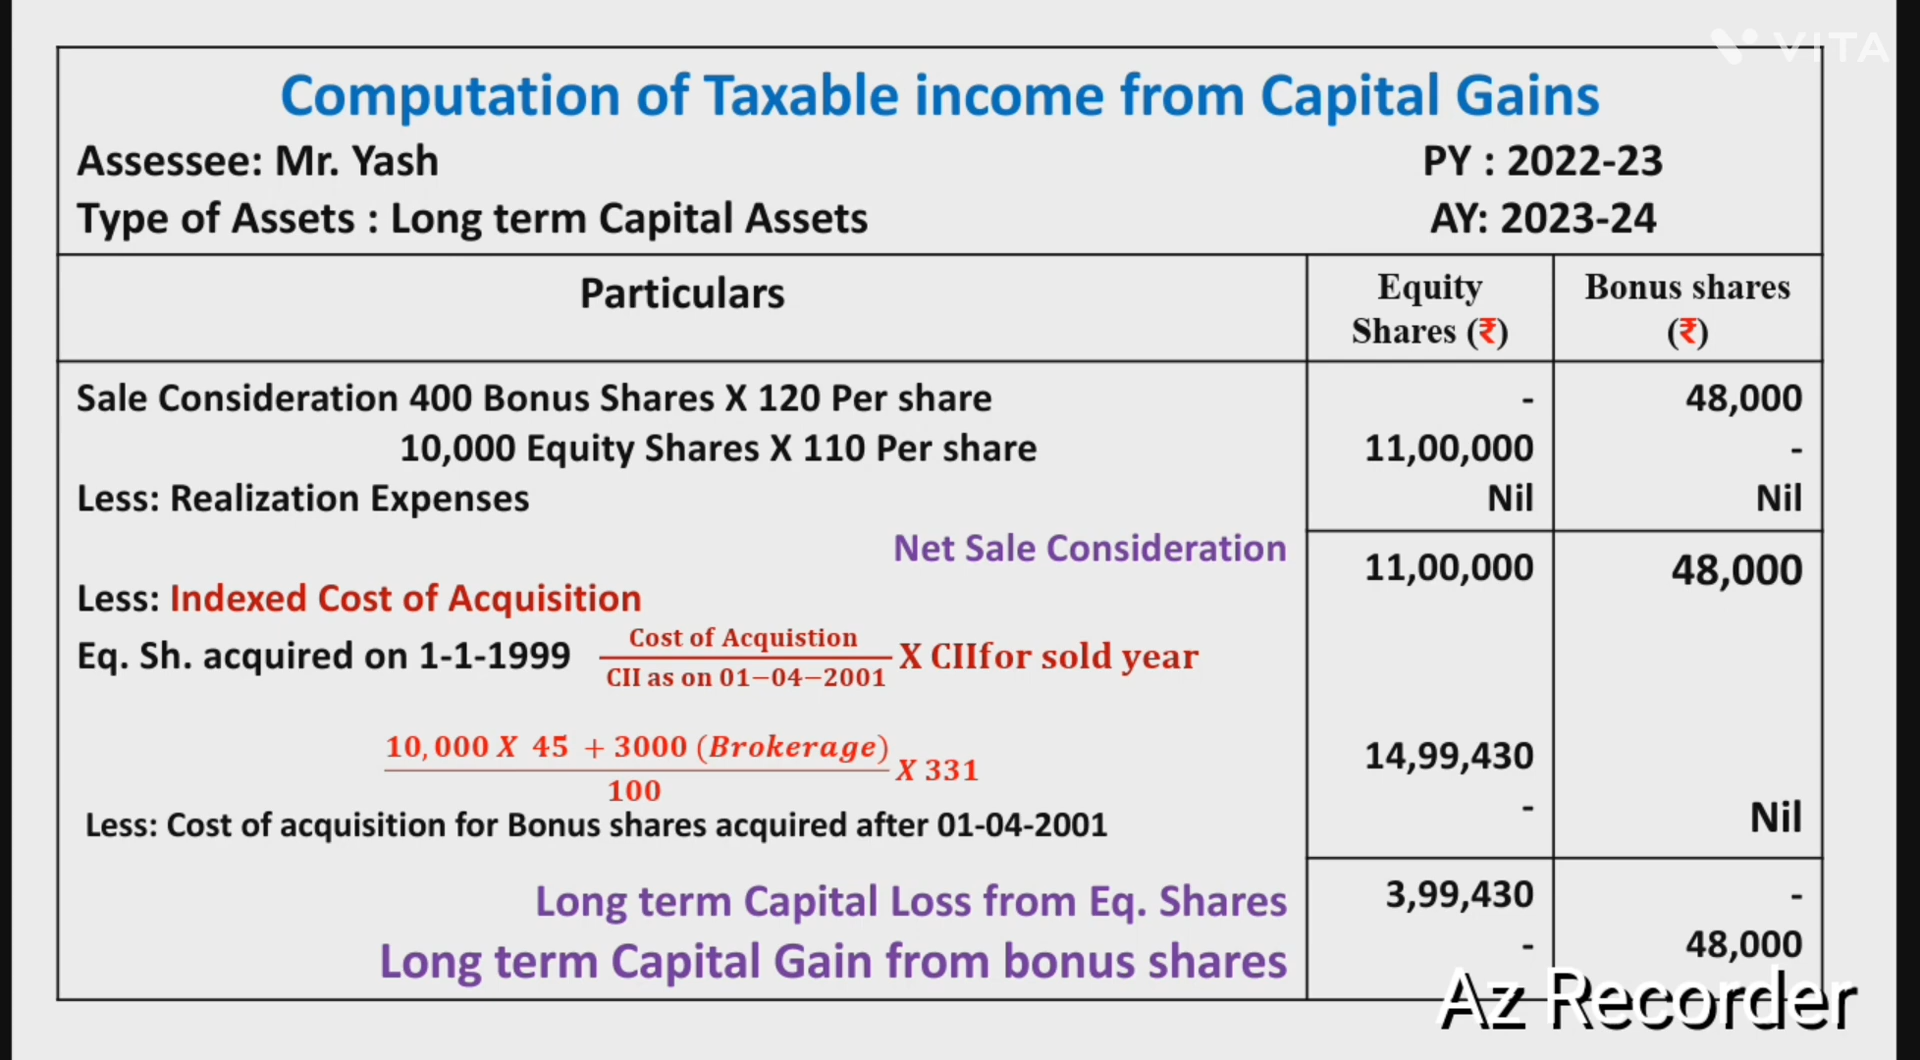 VITA
Computation of Taxable income from Capital Gains
Assessee: Mr. Yash PY : 2022-23
Type of Assets : Long term Capital Assets AY: 2023-24
Particulars Equity Shares (₹) Bonus shares (₹)
Sale Consideration 400 Bonus Shares X 120 Per share - 48,000
10,000 Equity Shares X 110 Per share 11,00,000 -
Less: Realization Expenses Nil Nil
Net Sale Consideration 11,00,000 48,000
Less: Indexed Cost of Acquisition
Eq. Sh. acquired on 1-1-1999 Cost of Acquistion / CII as on 01−04−2001 X CIIfor sold year
10,000 X 45 + 3000 (Brokerage) / 100 X 331 14,99,430
Less: Cost of acquisition for Bonus shares acquired after 01-04-2001 - Nil
Long term Capital Loss from Eq. Shares 3,99,430 -
Long term Capital Gain from bonus shares - 48,000
Az Recorder